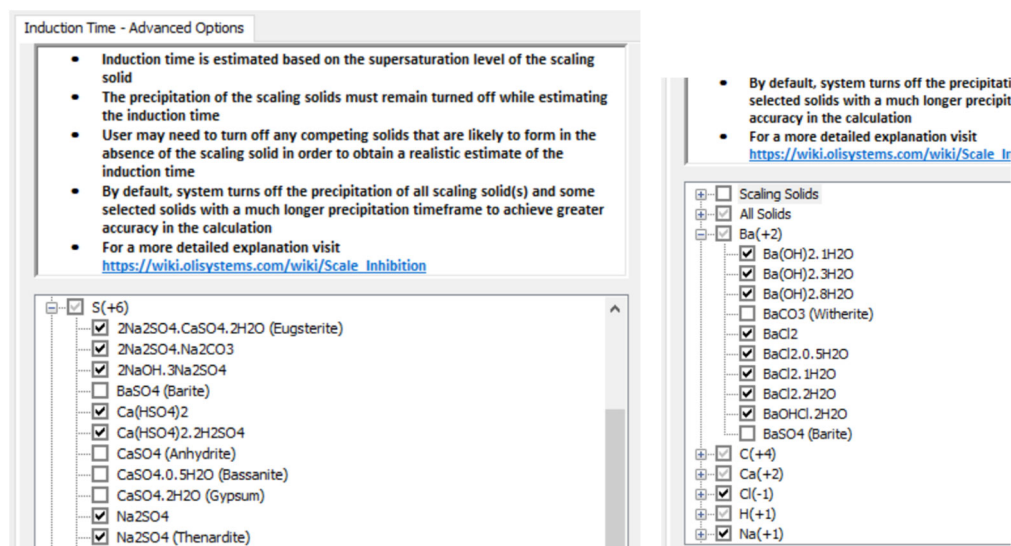 Induction Time - Advanced Options
• Induction time is estimated based on the supersaturation level of the scaling
solid
• The precipitation of the scaling solids must remain turned off while estimating
the induction time
• User may need to turn off any competing solids that are likely to form in the
absence of the scaling solid in order to obtain a realistic estimate of the
induction time
• By default, system turns off the precipitation of all scaling solid(s) and some
selected solids with a much longer precipitation timeframe to achieve greater
accuracy in the calculation
• For a more detailed explanation visit
https://wiki.olisystems.com/wiki/Scale_Inhibition
S(+6)
2Na2SO4.CaSO4.2H2O (Eugsterite)
2Na2SO4.Na2CO3
2NaOH.3Na2SO4
BaSO4 (Barite)
Ca(HSO4)2
Ca(HSO4)2.2H2SO4
CaSO4 (Anhydrite)
CaSO4.0.5H2O (Bassanite)
CaSO4.2H2O (Gypsum)
Na2SO4
Na2SO4 (Thenardite)
• By default, system turns off the precipitati
selected solids with a much longer precipit
accuracy in the calculation
• For a more detailed explanation visit
https://wiki.olisystems.com/wiki/Scale_In
Scaling Solids
All Solids
Ba(+2)
Ba(OH)2.1H2O
Ba(OH)2.3H2O
Ba(OH)2.8H2O
BaCO3 (Witherite)
BaCl2
BaCl2.0.5H2O
BaCl2.1H2O
BaCl2.2H2O
BaOHCl.2H2O
BaSO4 (Barite)
C(+4)
Ca(+2)
Cl(-1)
H(+1)
Na(+1)